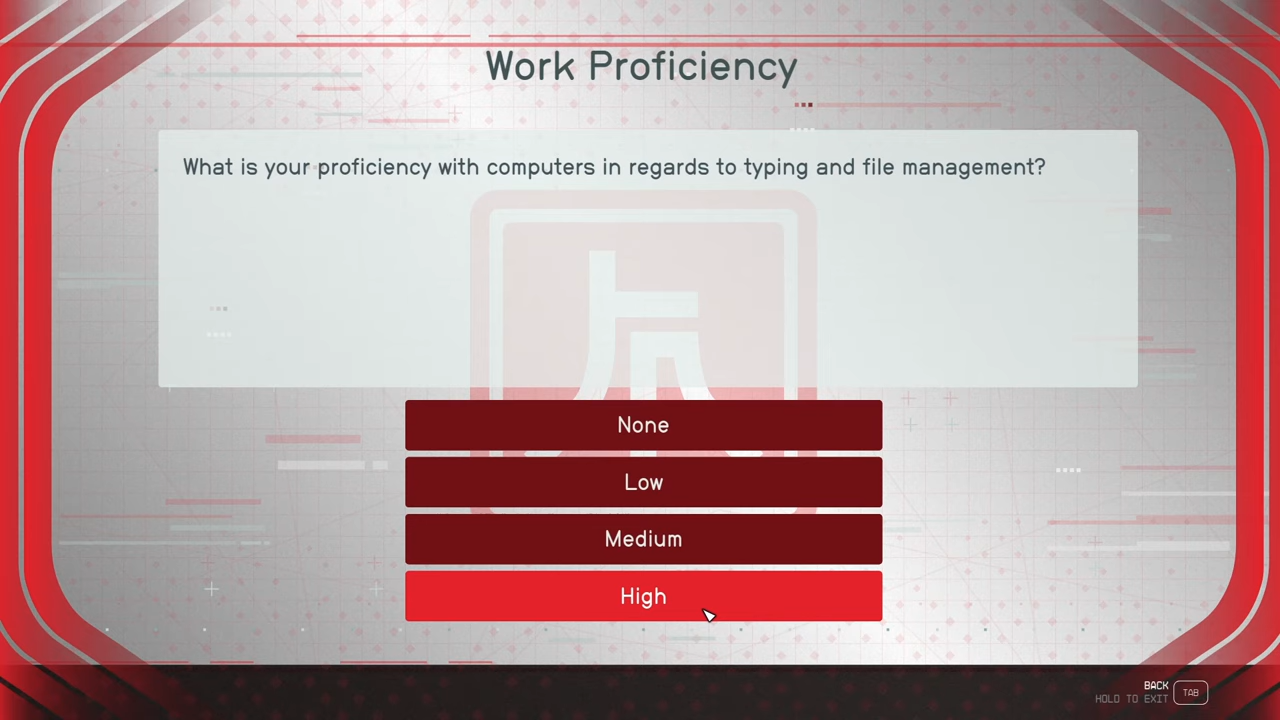 Work Proficiency
What is your proficiency with computers in regards to typing and file management?
None
Low
Medium
High
BACK
HOLD TO EXIT TAB